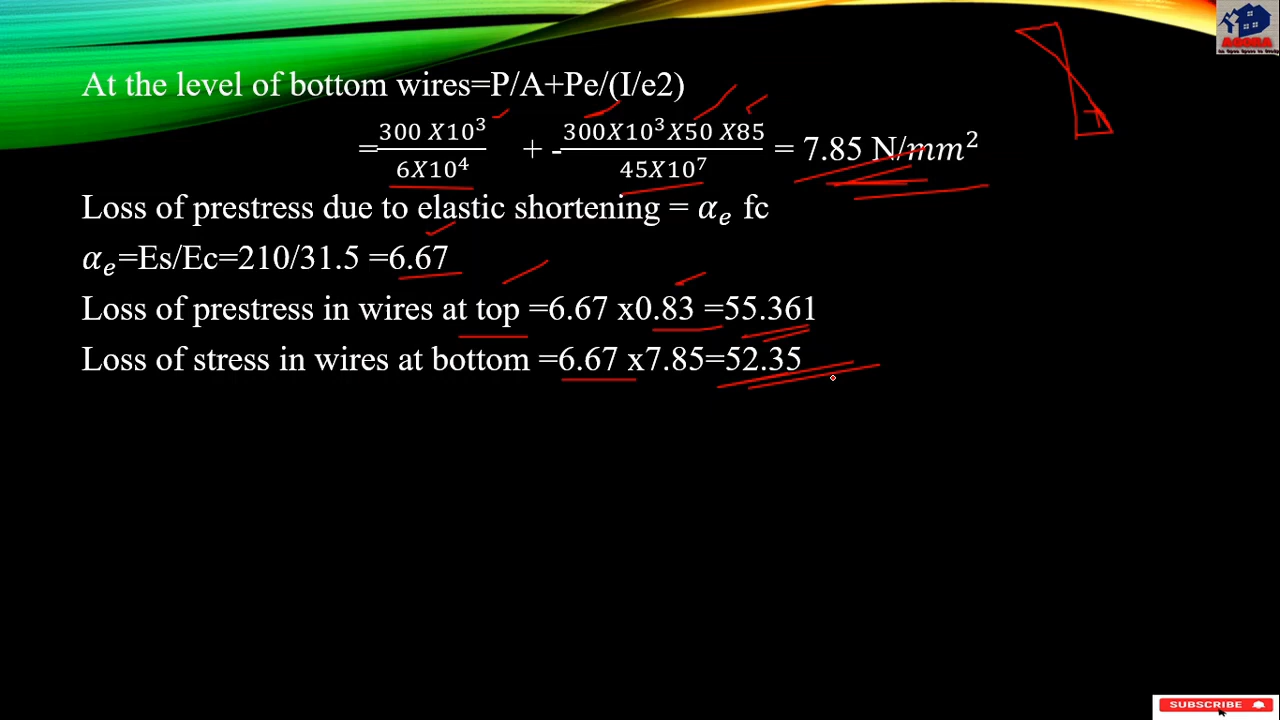 AGORA
At the level of bottom wires=P/A+Pe/(I/e2)
=300 X10³/6X10⁴ + -300X10³X50 X85/45X10⁷ = 7.85 N/mm²
Loss of prestress due to elastic shortening = αₑ fc
αₑ=Es/Ec=210/31.5 =6.67
Loss of prestress in wires at top =6.67 x0.83 =55.361
Loss of stress in wires at bottom =6.67 x7.85=52.35
SUBSCRIBE